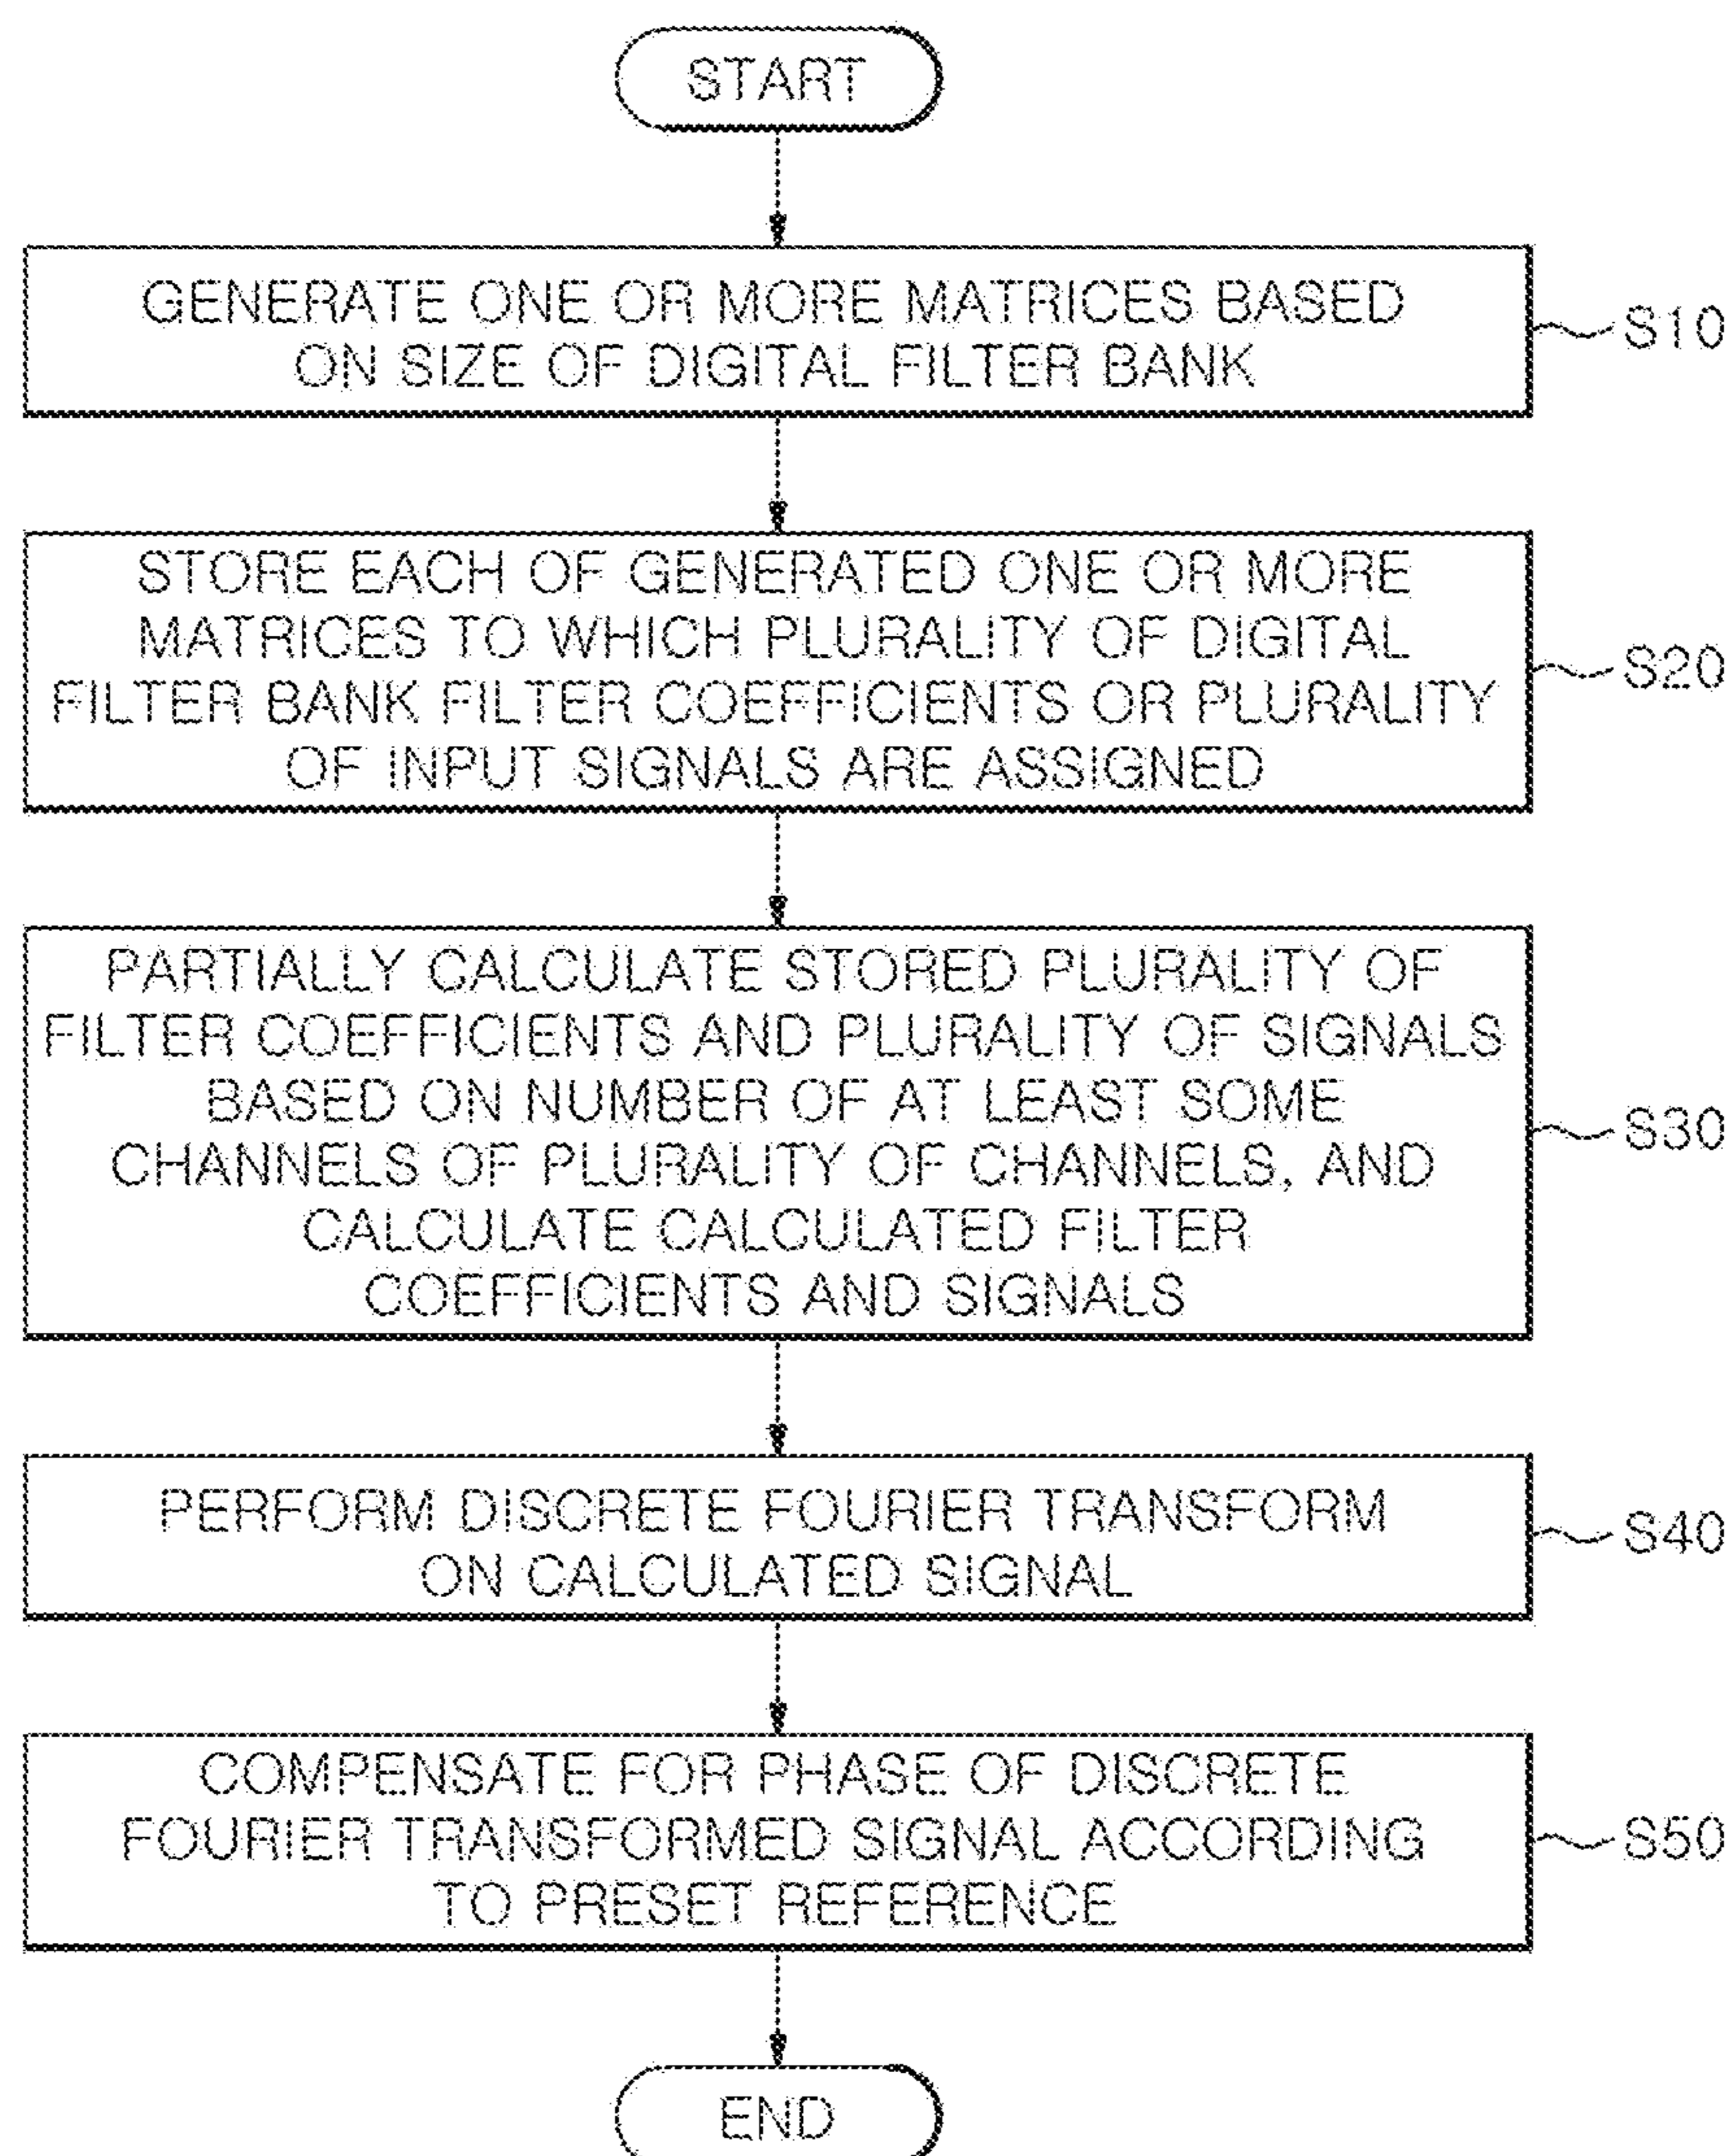 START
GENERATE ONE OR MORE MATRICES BASED
ON SIZE OF DIGITAL FILTER BANK
S10
STORE EACH OF GENERATED ONE OR MORE
MATRICES TO WHICH PLURALITY OF DIGITAL
FILTER BANK FILTER COEFFICIENTS OR PLURALITY
OF INPUT SIGNALS ARE ASSIGNED
S20
PARTIALLY CALCULATE STORED PLURALITY OF
FILTER COEFFICIENTS AND PLURALITY OF SIGNALS
BASED ON NUMBER OF AT LEAST SOME
CHANNELS OF PLURALITY OF CHANNELS, AND
CALCULATE CALCULATED FILTER
COEFFICIENTS AND SIGNALS
S30
PERFORM DISCRETE FOURIER TRANSFORM
ON CALCULATED SIGNAL
S40
COMPENSATE FOR PHASE OF DISCRETE
FOURIER TRANSFORMED SIGNAL ACCORDING
TO PRESET REFERENCE
S50
END